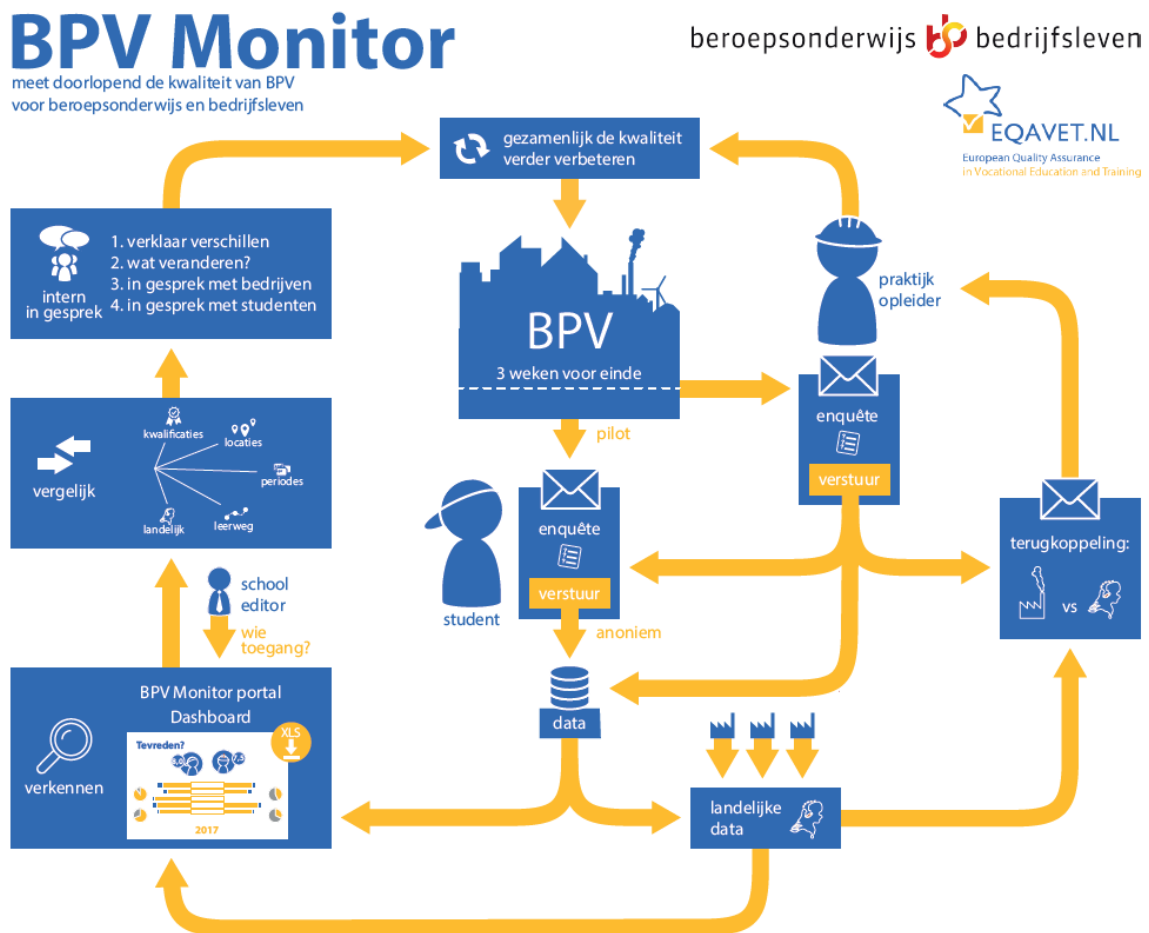 BPV Monitor
meet doorlopend de kwaliteit van BPV
voor beroepsonderwijs en bedrijfsleven
beroepsonderwijs bedrijfsleven
EQAVET.NL
European Quality Assurance
in Vocational Education and Training
gezamenlijk de kwaliteit
verder verbeteren
intern
in gesprek
1. verklaar verschillen
2. wat veranderen?
3. in gesprek met bedrijven
4. in gesprek met studenten
BPV
3 weken voor einde
praktijk
opleider
enquête
verstuur
pilot
vergelijk
kwalificaties
locaties
periodes
leerweg
landelijk
enquête
verstuur
student
anoniem
terugkoppeling:
vs
school
editor
wie
toegang?
BPV Monitor portal
Dashboard
XLS
Tevreden?
8.0
7.5
2017
verkennen
data
landelijke
data